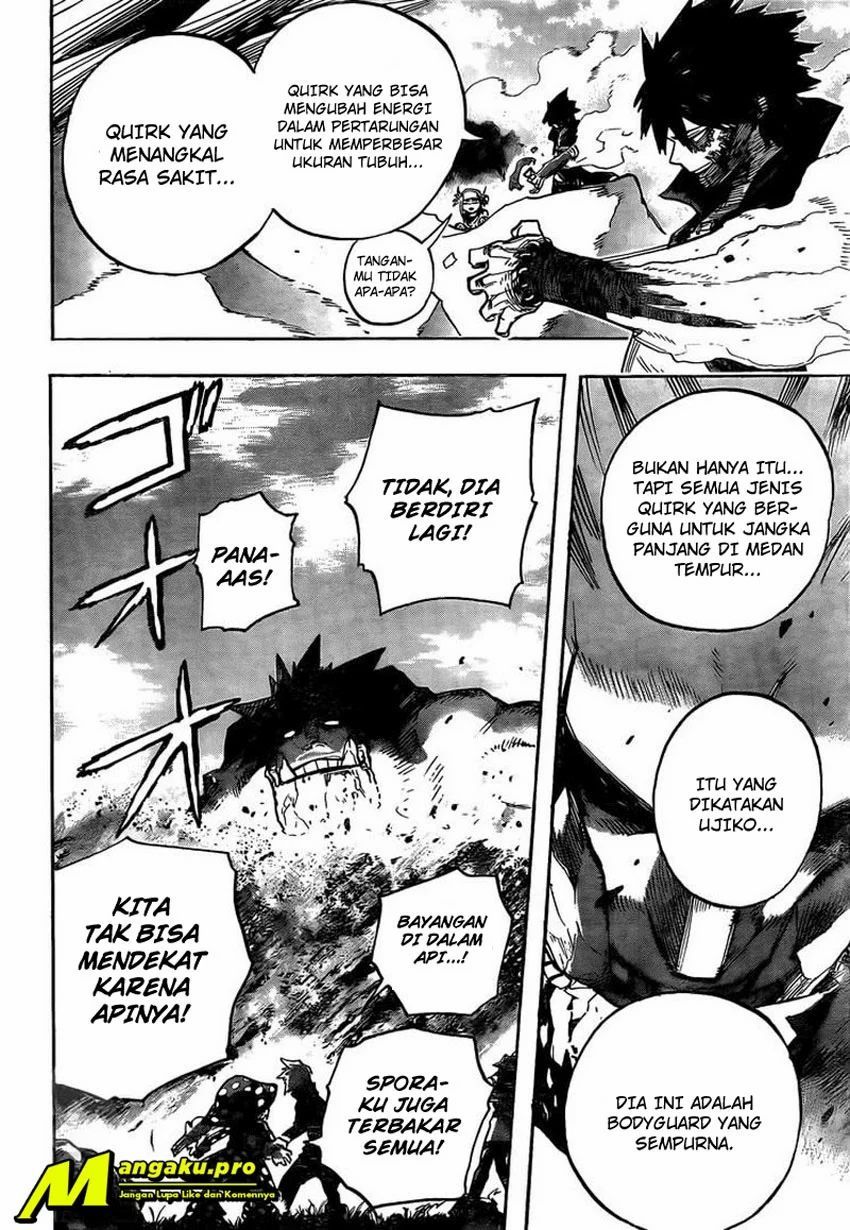 QUIRK YANG BISA
MENGUBAH ENERGI
DALAM PERTARUNGAN
UNTUK MEMPERBESAR
UKURAN TUBUH...
QUIRK YANG
MENANGKAL
RASA SAKIT...
TANGAN-
MU TIDAK
APA-APA?
BUKAN HANYA ITU...
TAPI SEMUA JENIS
QUIRK YANG BER-
GUNA UNTUK JANGKA
PANJANG DI MEDAN
TEMPUR...
ITU YANG
DIKATAKAN
UJIKO...
DIA INI ADALAH
BODYGUARD YANG
SEMPURNA.
TIDAK, DIA
BERDIRI
LAGI!
PANA-
AAS!
ゴオオ
BAYANGAN
DI DALAM
API...!
KITA
TAK BISA
MENDEKAT
KARENA
APINYA!
SPORA-
KU JUGA
TERBAKAR
SEMUA!
Mangaku.pro
Jangan Lupa Like dan Komennya